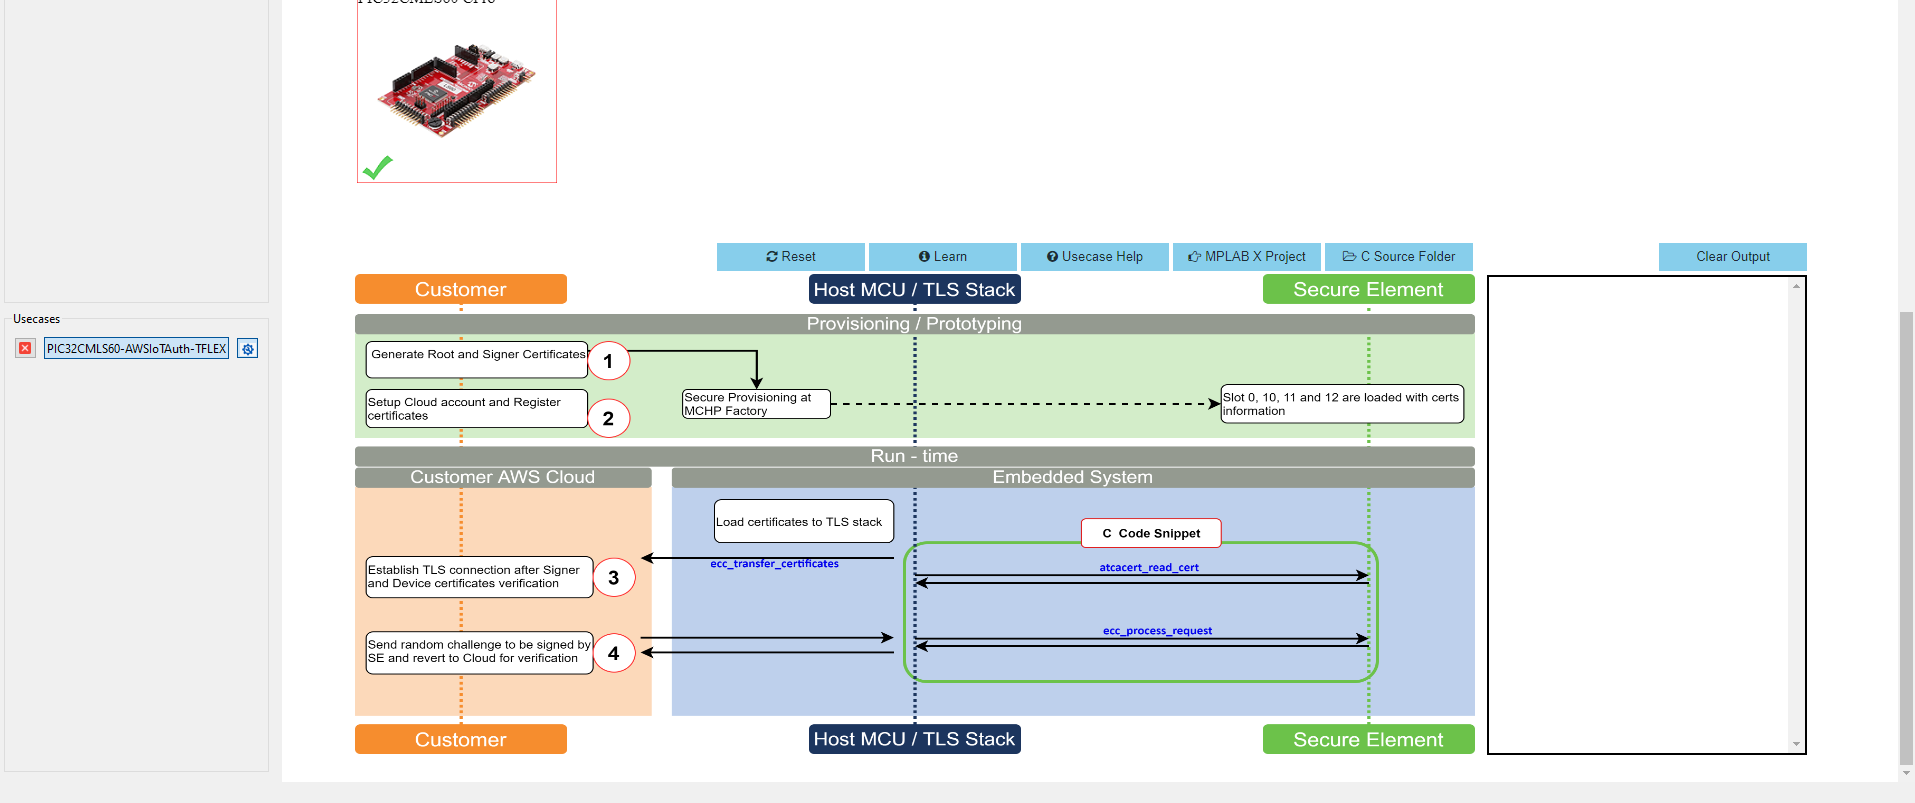 PIC32CMLS60 CPRO
Reset
Learn
Usecase Help
MPLAB X Project
C Source Folder
Clear Output
Customer
Host MCU / TLS Stack
Secure Element
Provisioning / Prototyping
Usecases
PIC32CMLS60-AWSIoTAuth-TFLEX
Generate Root and Signer Certificates
1
Setup Cloud account and Register
certificates
2
Secure Provisioning at
MCHP Factory
Slot 0, 10, 11 and 12 are loaded with certs
information
Run - time
Customer AWS Cloud
Embedded System
Load certificates to TLS stack
C Code Snippet
ecc_transfer_certificates
atcacert_read_cert
Establish TLS connection after Signer
and Device certificates verification
3
ecc_process_request
Send random challenge to be signed by
SE and revert to Cloud for verification
4
Customer
Host MCU / TLS Stack
Secure Element